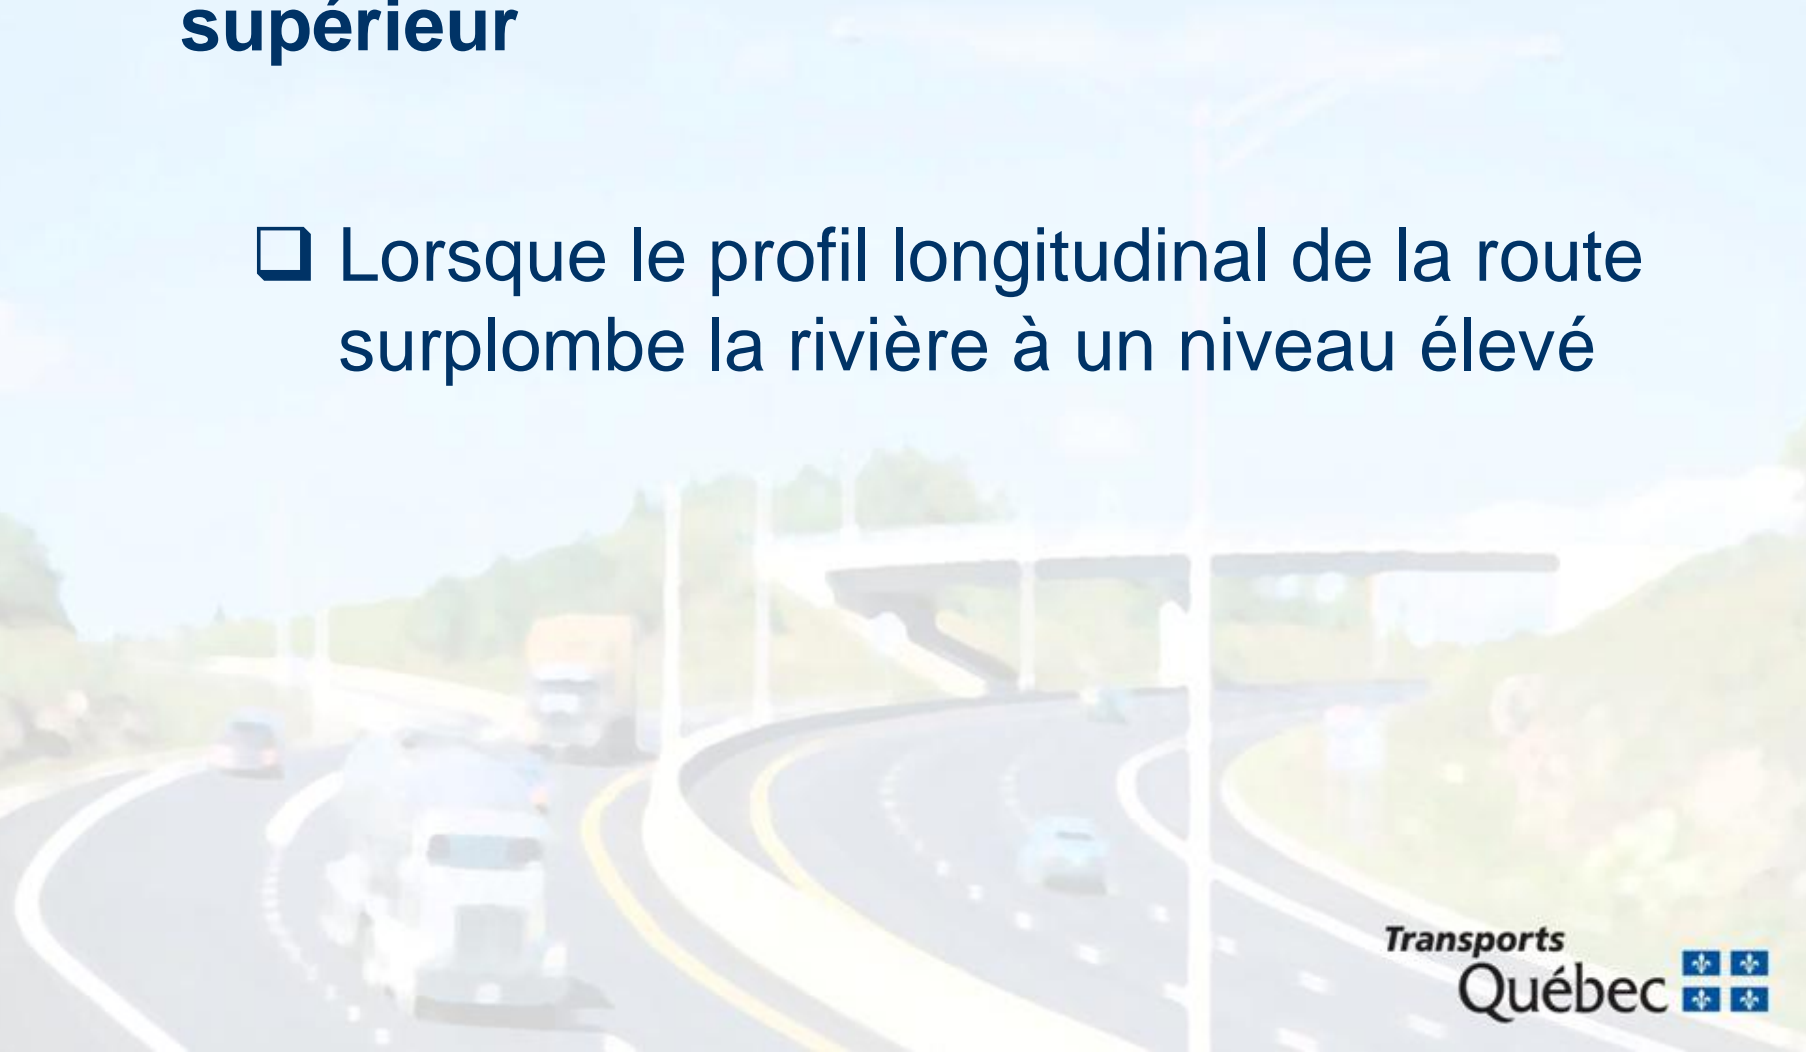 supérieur
❑ Lorsque le profil longitudinal de la route
surplombe la rivière à un niveau élevé
Transports
Québec